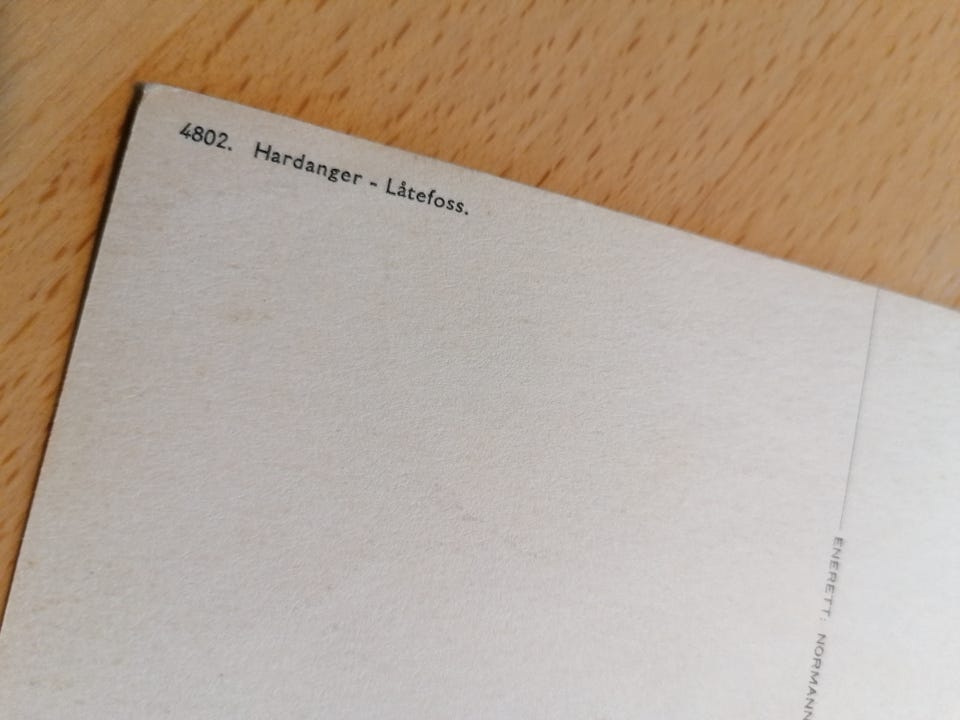 4802. Hardanger - Låtefoss.
ENERETT: NORMANN